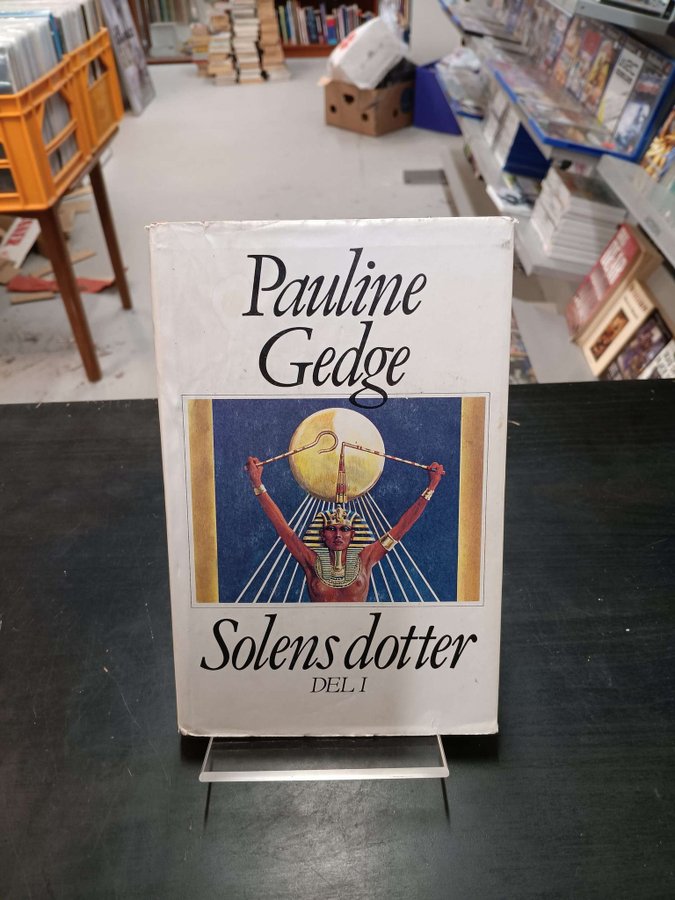 Pauline
Gedge
Solens dotter
DEL I